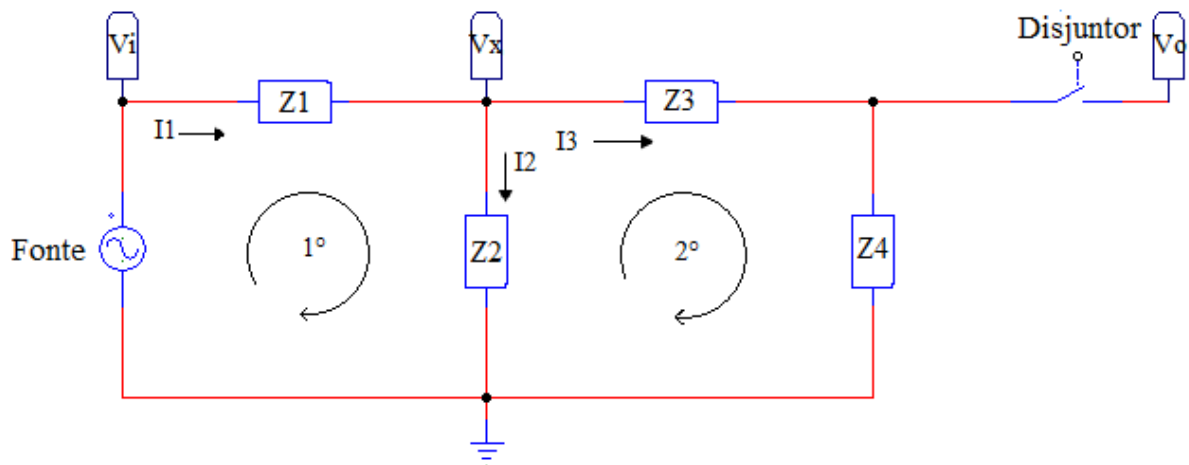 Vi
Vx
Disjuntor
Vo
Z1
Z3
I1
I3
I2
Fonte
1°
Z2
2°
Z4